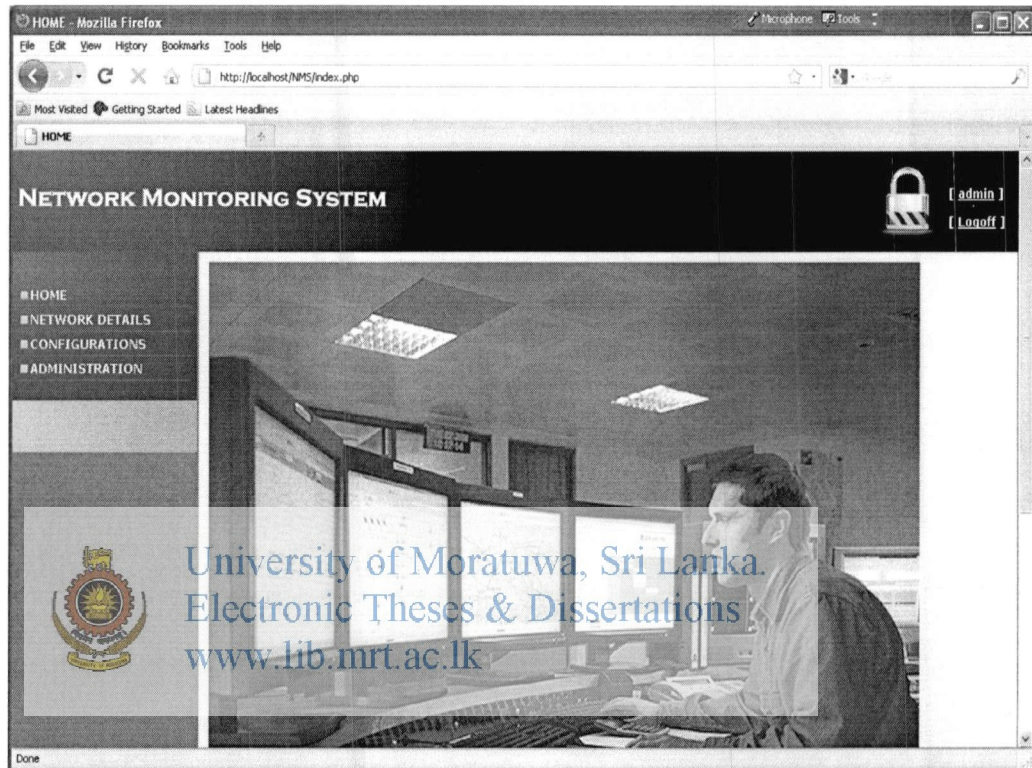 HOME - Mozilla Firefox
Microphone Tools
File Edit View History Bookmarks Tools Help
http://localhost/NMS/index.php
Most Visited Getting Started Latest Headlines
HOME
NETWORK MONITORING SYSTEM
[ admin ]
[ Logoff ]
HOME
NETWORK DETAILS
CONFIGURATIONS
ADMINISTRATION
University of Moratuwa, Sri Lanka.
Electronic Theses & Dissertations
www.lib.mrt.ac.lk
Done